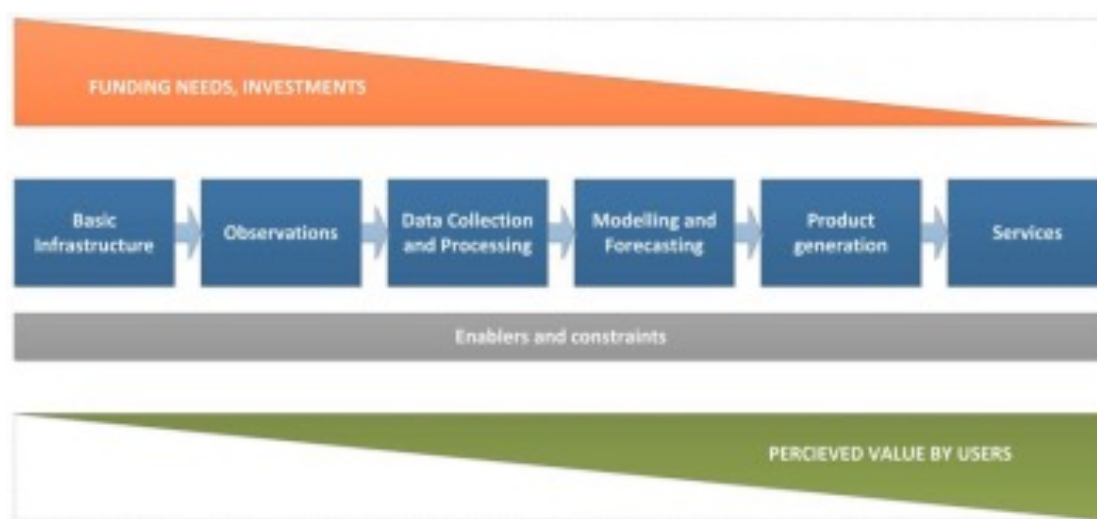 FUNDING NEEDS, INVESTMENTS
Basic
Infrastructure
Observations
Data Collection
and Processing
Modelling and
Forecasting
Product
generation
Services
Enablers and constraints
PERCIEVED VALUE BY USERS